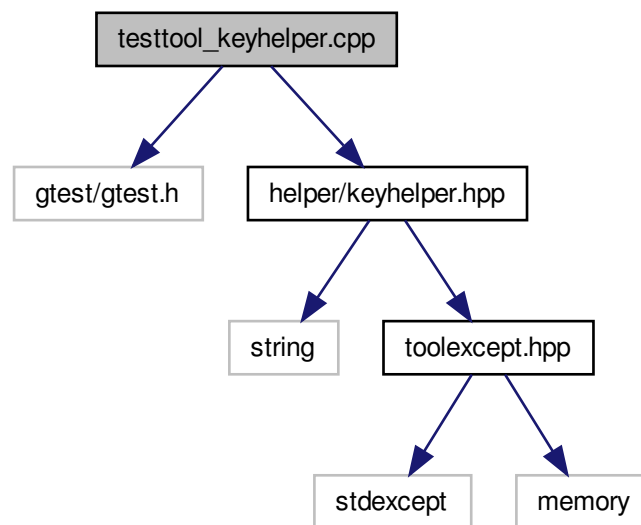 testtool_keyhelper.cpp
gtest/gtest.h
helper/keyhelper.hpp
string
toolexcept.hpp
stdexcept
memory